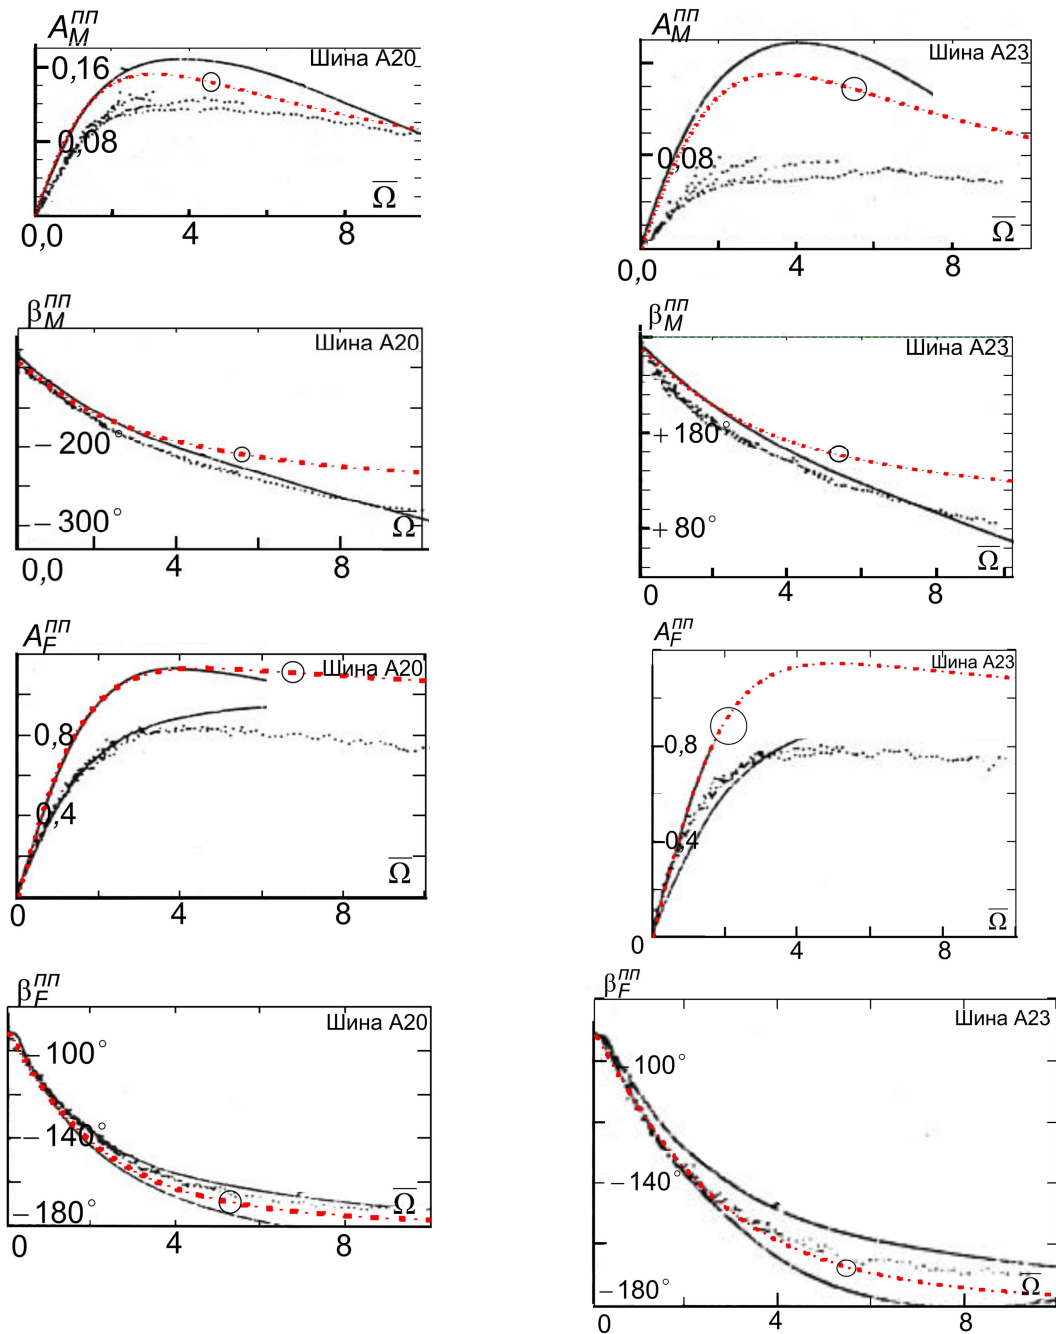 A_M^{пп}
0,16
Шина А20
0,08
Ω̅
0,0
4
8
A_M^{пп}
Шина А23
0,08
Ω̅
0,0
4
8
β_M^{пп}
Шина А20
−200°
−300°
Ω̅
0,0
4
8
β_M^{пп}
Шина А23
+180°
+80°
Ω̅
0
4
8
A_F^{пп}
Шина А20
0,8
0,4
Ω̅
0
4
8
A_F^{пп}
Шина А23
0,8
0,4
Ω̅
0
4
8
β_F^{пп}
Шина А20
−100°
−140°
−180°
Ω̅
0
4
8
β_F^{пп}
Шина А23
−100°
−140°
−180°
Ω̅
0
4
8